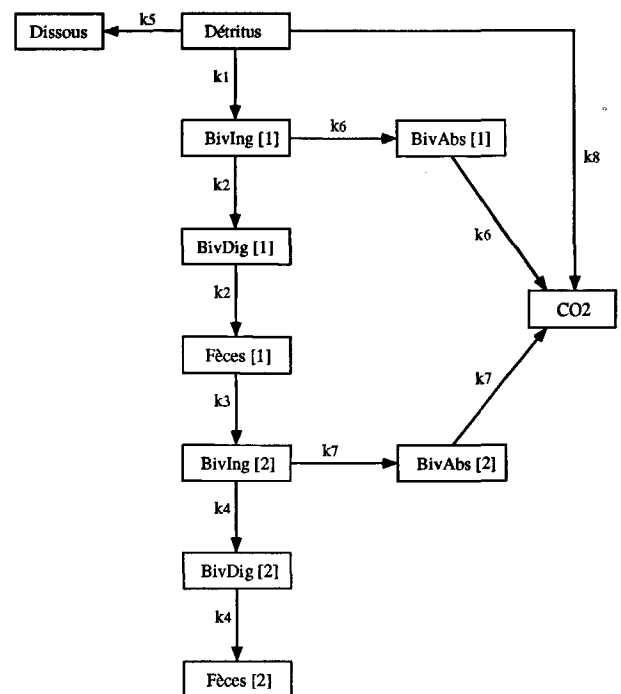 k5
Dissous
Détritus
k1
BivIng [1]
k6
BivAbs [1]
k8
k2
k6
BivDig [1]
k2
CO2
Fèces [1]
k7
k3
BivIng [2]
k7
BivAbs [2]
k4
BivDig [2]
k4
Fèces [2]